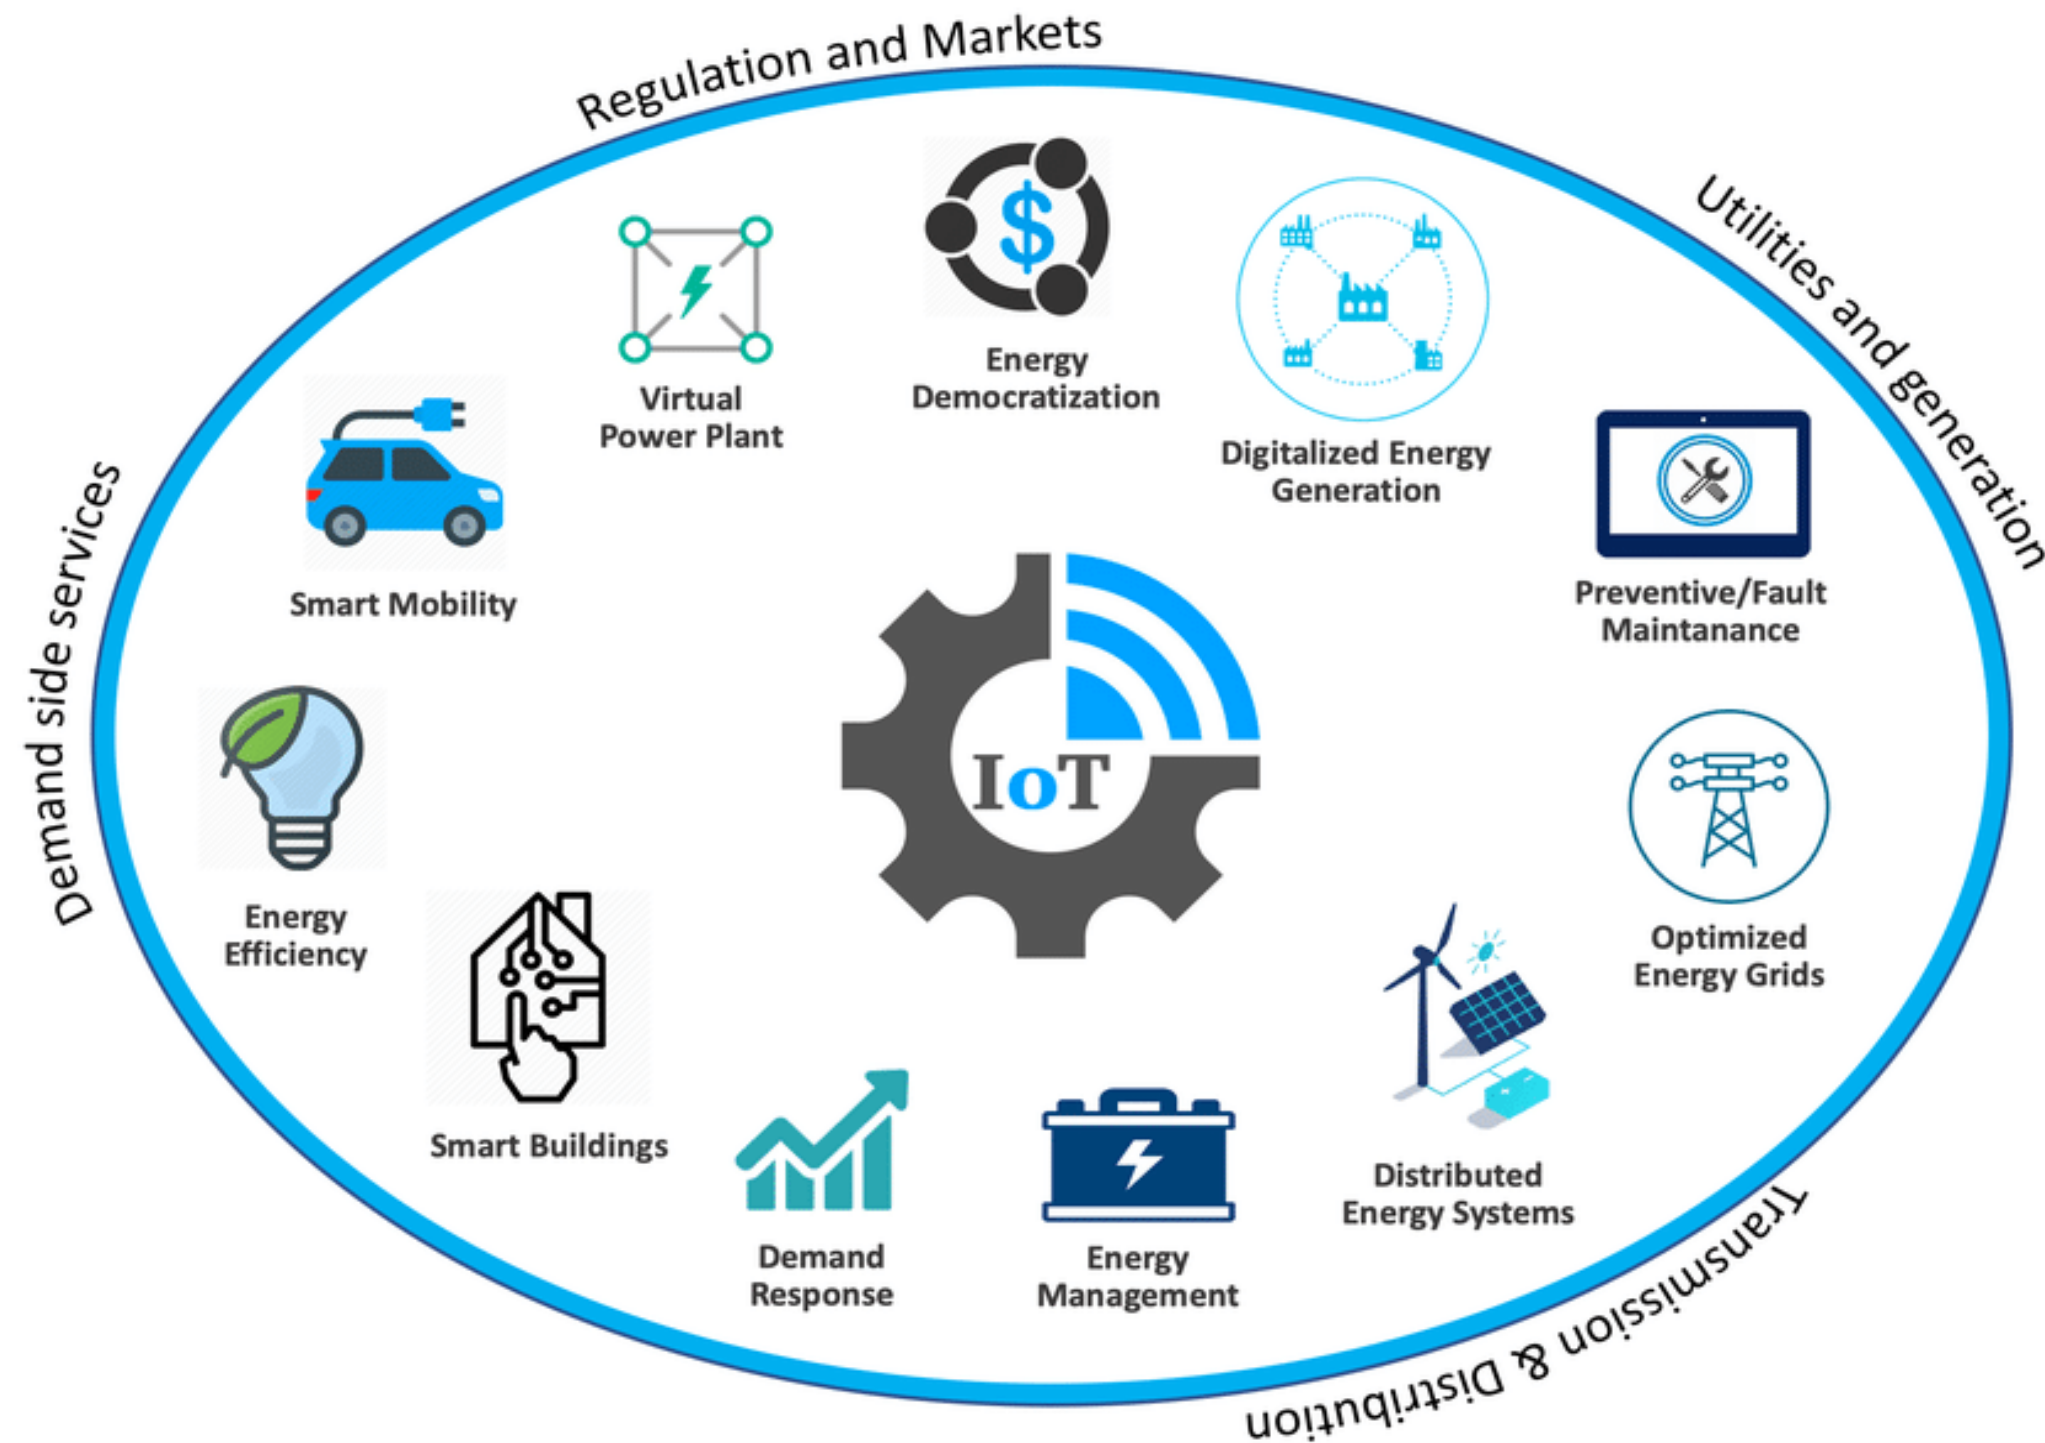 Regulation and Markets
Utilities and generation
Energy
Democratization
Virtual
Power Plant
Digitalized Energy
Generation
Smart Mobility
Preventive/Fault
Maintanance
Demand side services
IoT
Energy
Efficiency
Optimized
Energy Grids
Smart Buildings
Distributed
Energy Systems
Demand
Response
Energy
Management
Transmission & Distribution